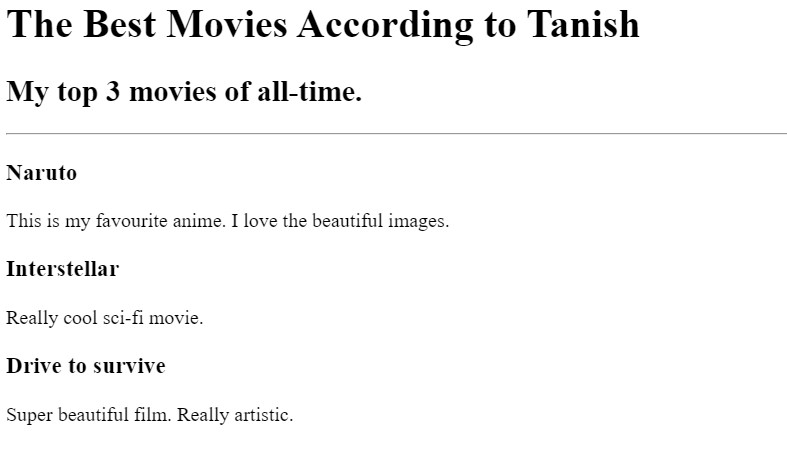 The Best Movies According to Tanish
My top 3 movies of all-time.
Naruto
This is my favourite anime. I love the beautiful images.
Interstellar
Really cool sci-fi movie.
Drive to survive
Super beautiful film. Really artistic.